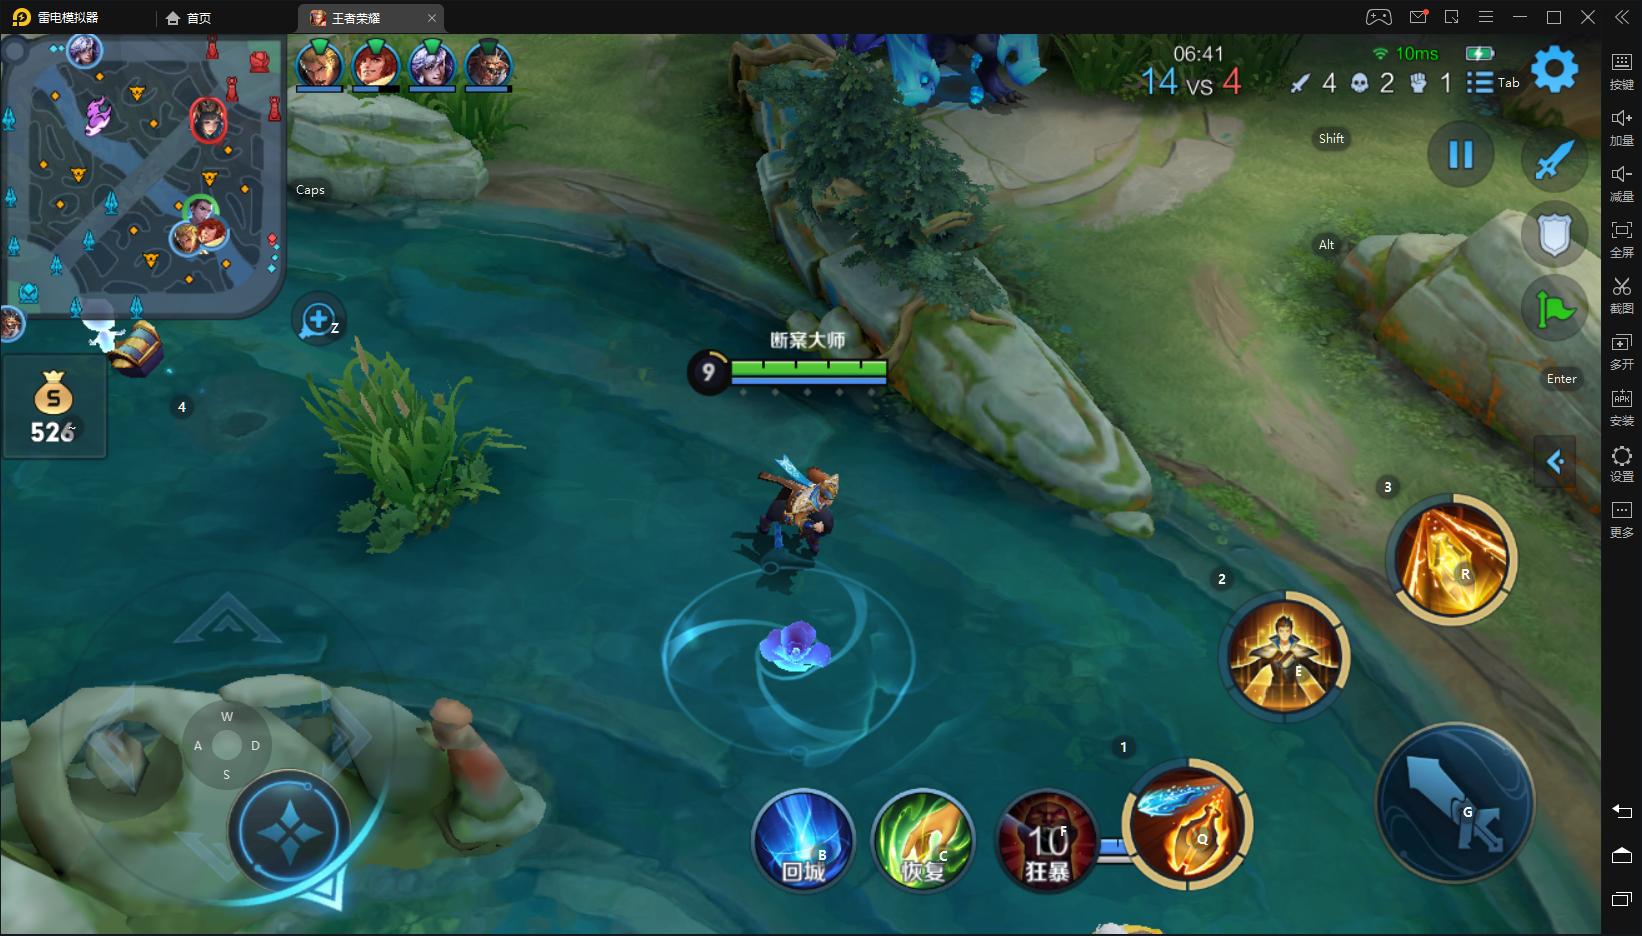 雷电模拟器
首页
王者荣耀
06:41
10ms
14 vs 4
4
2
1
Tab
按键
加量
减量
全屏
截图
多开
安装
设置
更多
Shift
Caps
Alt
Z
S
526
4
断案大师
9
Enter
3
R
2
E
W
A
D
S
1
B
回城
C
恢复
10
F
狂暴
Q
G
APK